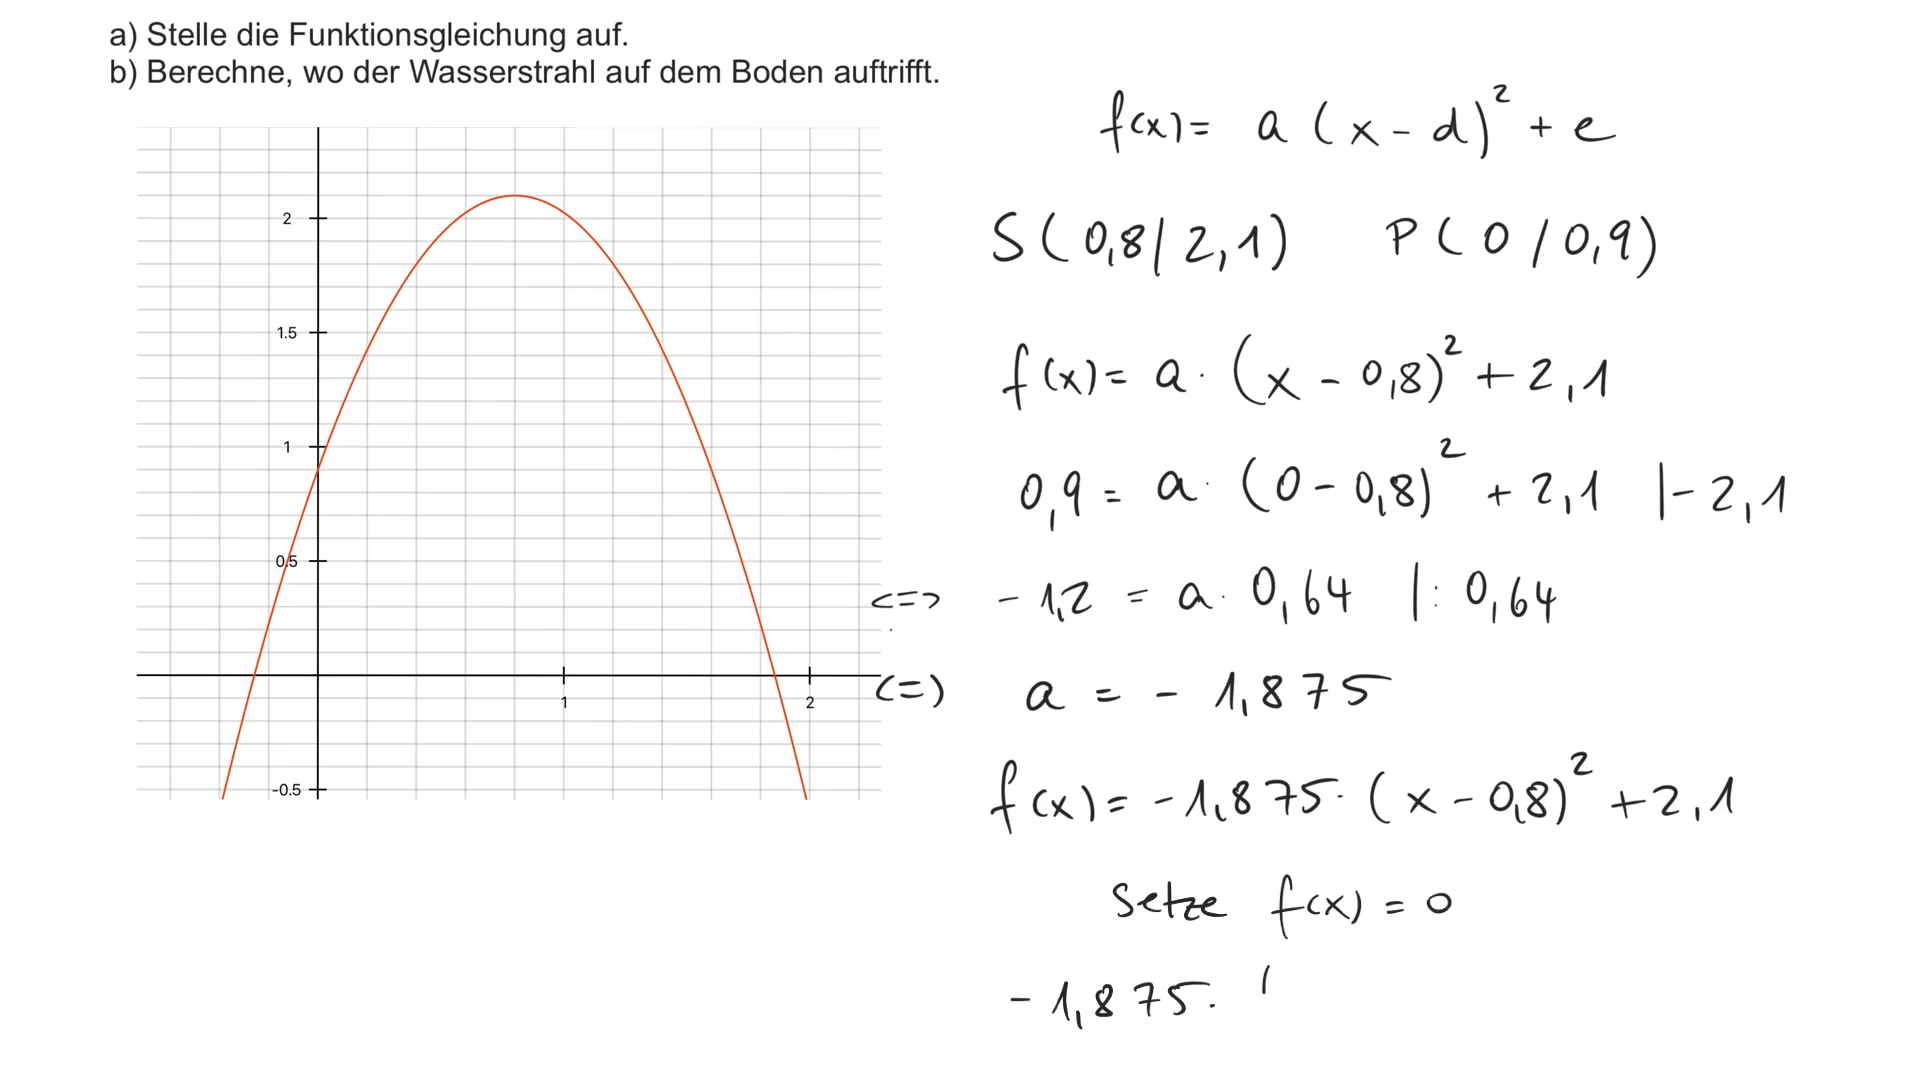 a) Stelle die Funktionsgleichung auf.
b) Berechne, wo der Wasserstrahl auf dem Boden auftrifft.
f(x) = a (x - d)² + e
S ( 0,8 / 2,1 )   P ( 0 / 0,9 )
f(x) = a · (x - 0,8)² + 2,1
0,9 = a · (0 - 0,8)² + 2,1 | - 2,1
<=> - 1,2 = a · 0,64 | : 0,64
(=) a = - 1,875
f(x) = -1,875 · (x - 0,8)² + 2,1
Setze f(x) = 0
- 1,875 · (
2
1.5
1
0.5
1 2
-0.5